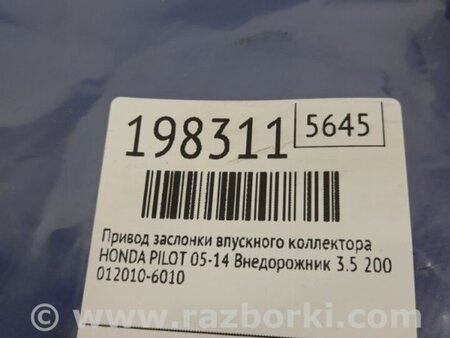 198311 5645
Привод заслонки впускного коллектора
HONDA PILOT 05-14 Внедорожник 3.5 200
012010-6010
© www.razborki.com